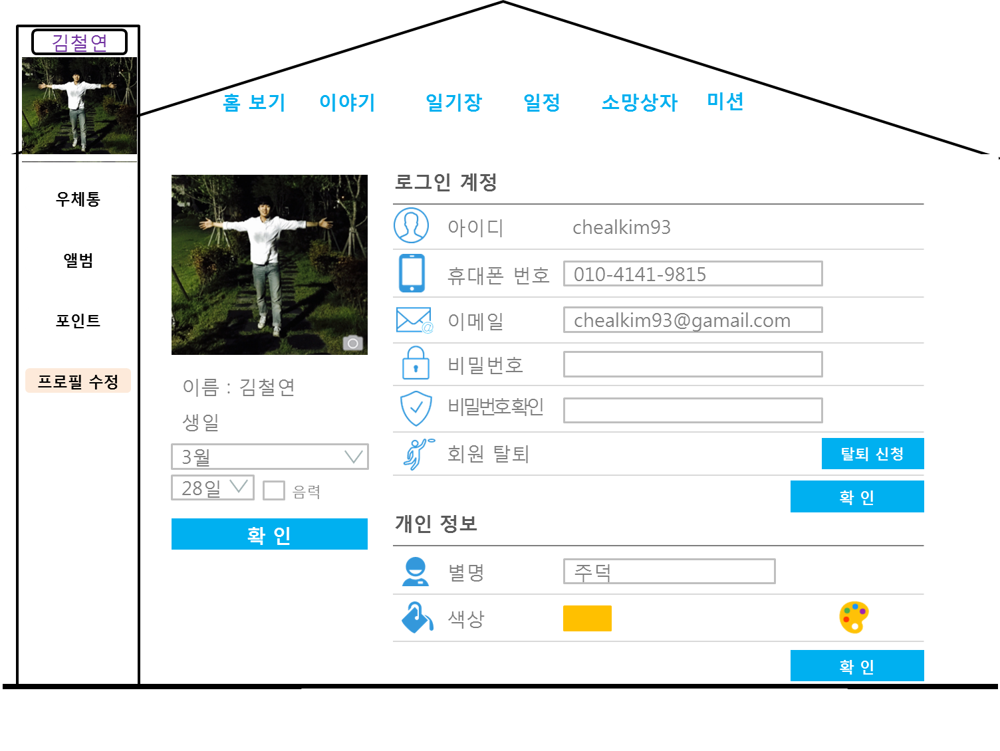 김철연
홈 보기 이야기 일기장 일정 소망상자 미션
우체통
앨범
포인트
프로필 수정
이름 : 김철연
생일
3월
28일 음력
확 인
로그인 계정
아이디 chealkim93
휴대폰 번호 010-4141-9815
이메일 chealkim93@gamail.com
비밀번호
비밀번호 확인
회원 탈퇴 탈퇴 신청
확 인
개인 정보
별명 주덕
색상
확 인